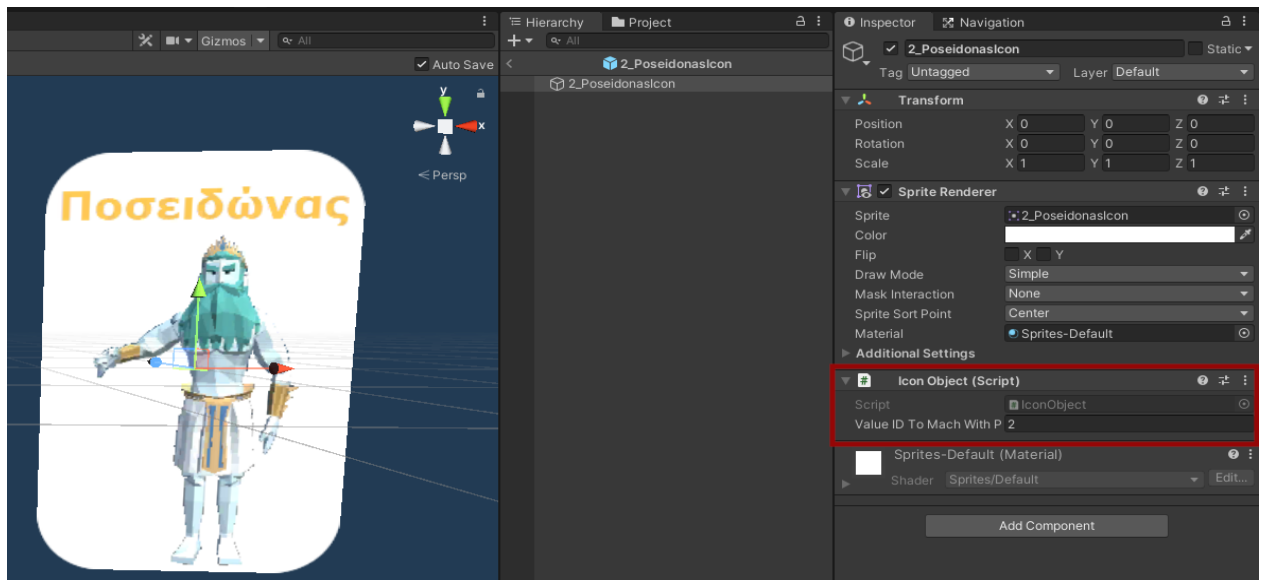 Gizmos All
Auto Save
y
x
Persp
Ποσειδώνας
Hierarchy Project
All
2_PoseidonasIcon
2_PoseidonasIcon
Inspector Navigation
2_PoseidonasIcon Static
Tag Untagged Layer Default
Transform
Position X 0 Y 0 Z 0
Rotation X 0 Y 0 Z 0
Scale X 1 Y 1 Z 1
Sprite Renderer
Sprite 2_PoseidonasIcon
Color
Flip X Y
Draw Mode Simple
Mask Interaction None
Sprite Sort Point Center
Material Sprites-Default
Additional Settings
# Icon Object (Script)
Script IconObject
Value ID To Mach With P 2
Sprites-Default (Material)
Shader Sprites/Default Edit...
Add Component